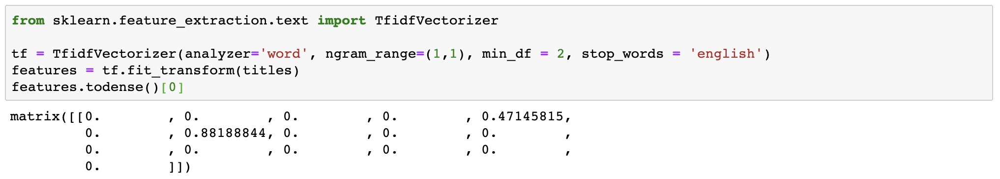 from sklearn.feature_extraction.text import TfidfVectorizer
tf = TfidfVectorizer(analyzer='word', ngram_range=(1,1), min_df = 2, stop_words = 'english')
features = tf.fit_transform(titles)
features.todense()[0]
matrix([[0.        , 0.        , 0.        , 0.        , 0.47145815,
         0.        , 0.88188844, 0.        , 0.        , 0.        ,
         0.        , 0.        , 0.        , 0.        , 0.        ,
         0.        ]])